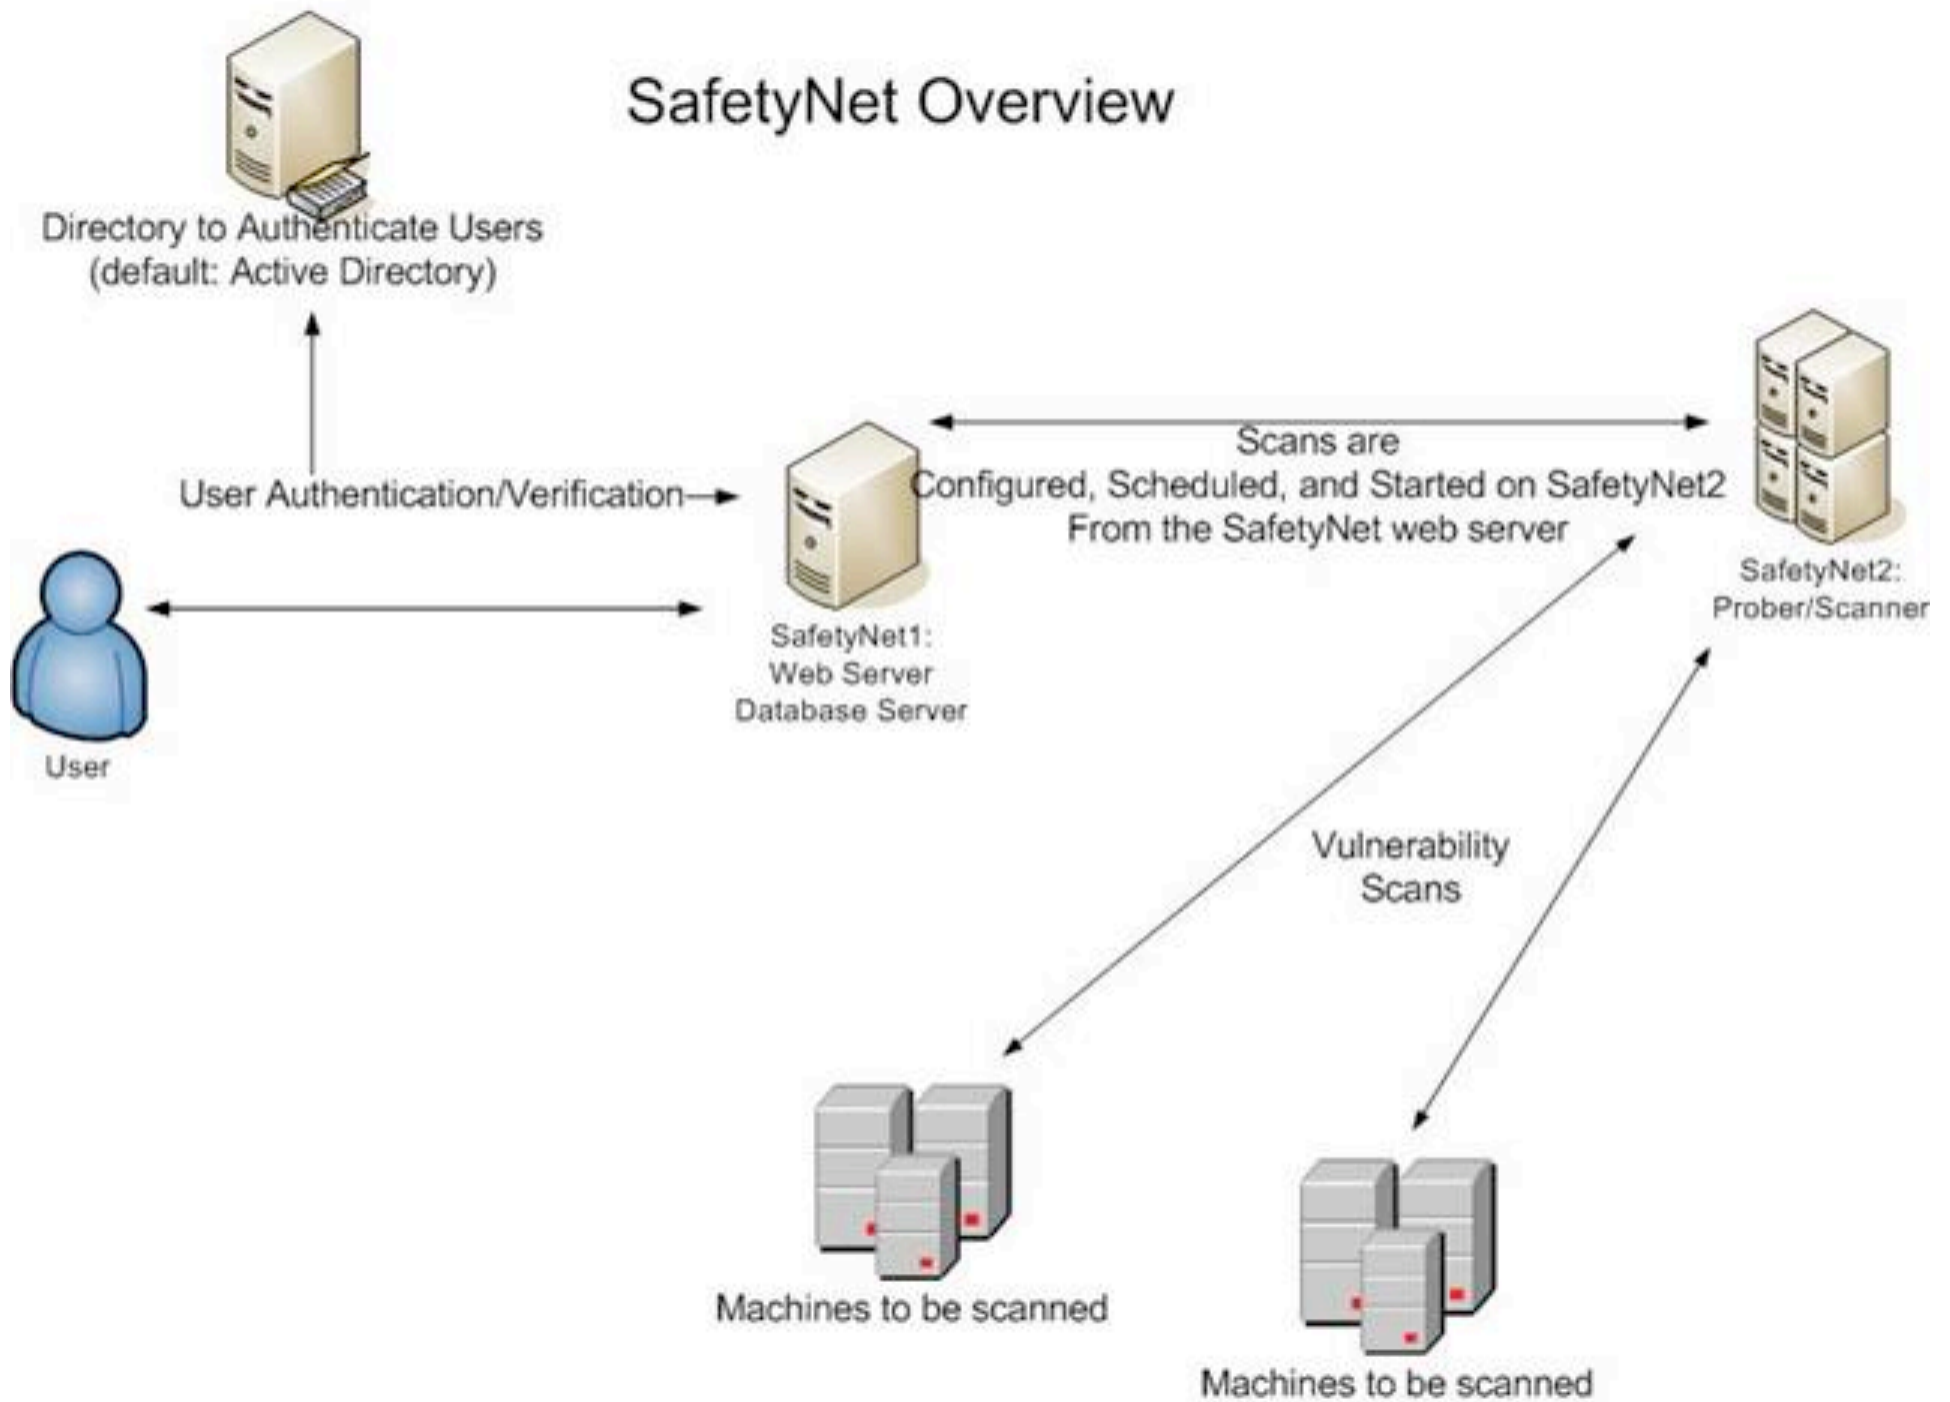 SafetyNet Overview
Directory to Authenticate Users
(default: Active Directory)
User Authentication/Verification
Scans are
Configured, Scheduled, and Started on SafetyNet2
From the SafetyNet web server
SafetyNet2:
Prober/Scanner
SafetyNet1:
Web Server
Database Server
User
Vulnerability
Scans
Machines to be scanned
Machines to be scanned